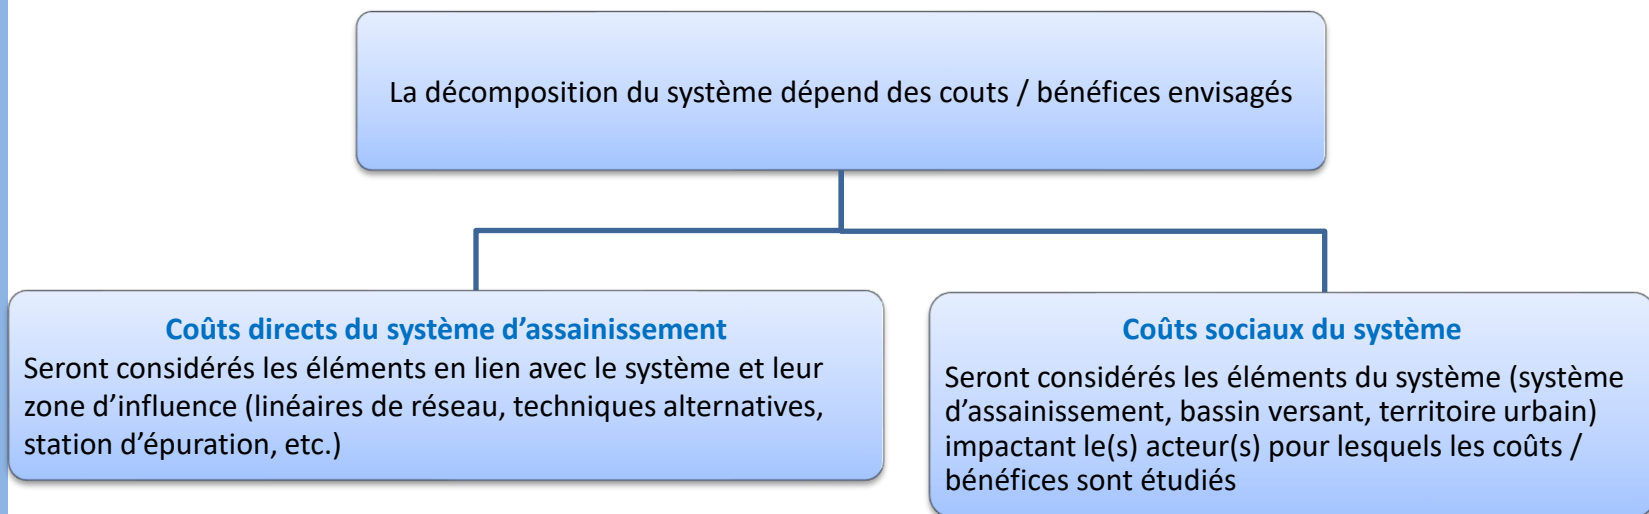 La décomposition du système dépend des couts / bénéfices envisagés
Coûts directs du système d’assainissement
Seront considérés les éléments en lien avec le système et leur
zone d’influence (linéaires de réseau, techniques alternatives,
station d’épuration, etc.)
Coûts sociaux du système
Seront considérés les éléments du système (système
d’assainissement, bassin versant, territoire urbain)
impactant le(s) acteur(s) pour lesquels les coûts /
bénéfices sont étudiés